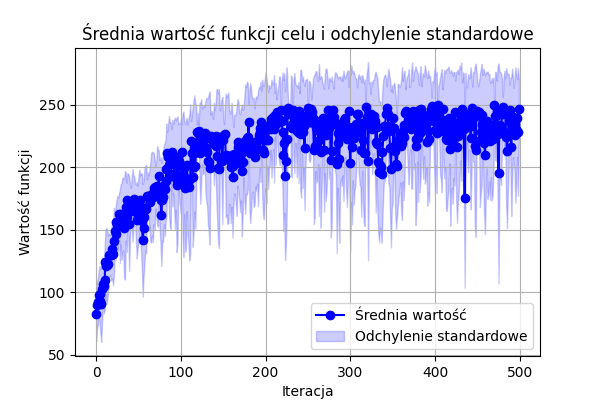 Średnia wartość funkcji celu i odchylenie standardowe
Wartość funkcji
250
200
150
100
50
0
100
200
300
400
500
Iteracja
Średnia wartość
Odchylenie standardowe